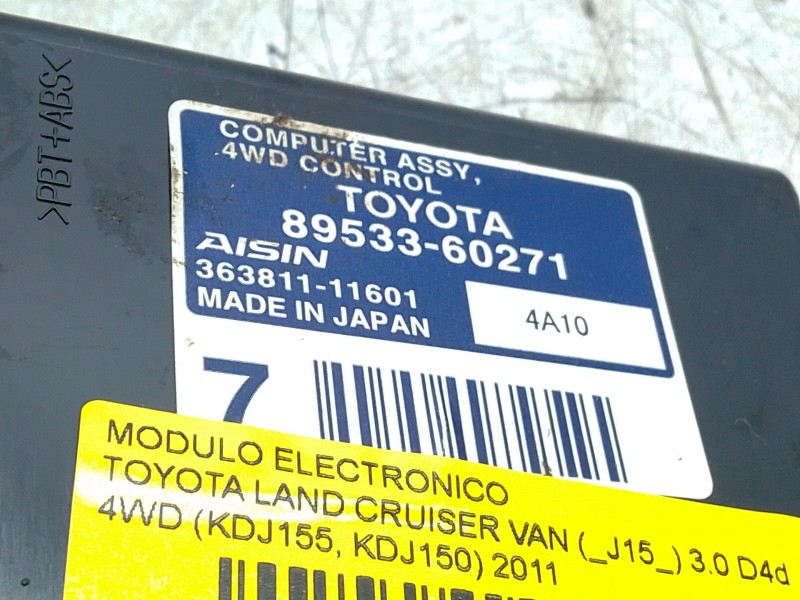 >PBT+ABS<
COMPUTER ASSY,
4WD CONTROL
TOYOTA
89533-60271
AISIN
363811-11601
MADE IN JAPAN
4A10
7
MODULO ELECTRONICO
TOYOTA LAND CRUISER VAN (_J15_) 3.0 D4d
4WD (KDJ155, KDJ150) 2011